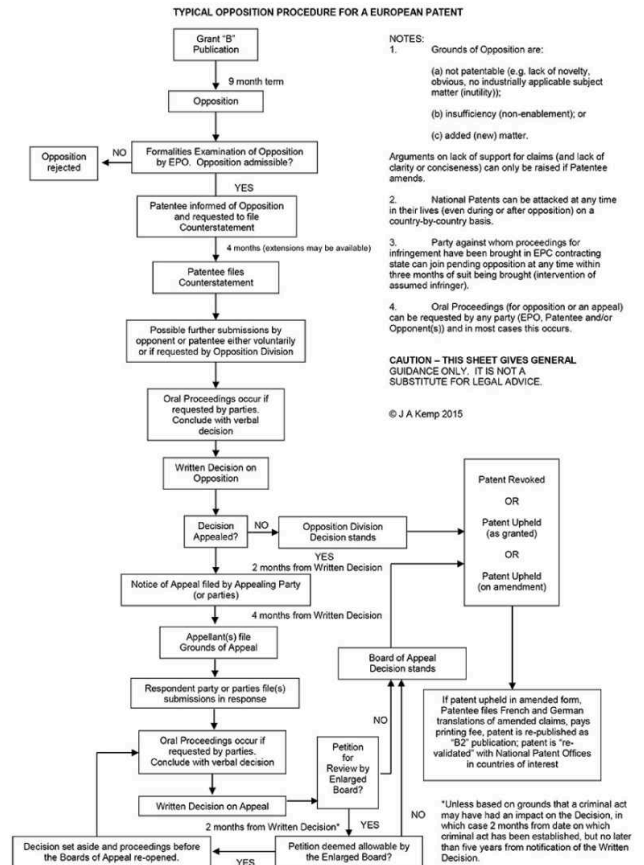 TYPICAL OPPOSITION PROCEDURE FOR A EUROPEAN PATENT
Grant "B"
Publication
9 month term
Opposition
Formalities Examination of Opposition
by EPO. Opposition admissible?
NO
Opposition
rejected
YES
Patentee informed of Opposition
and requested to file
Counterstatement
4 months (extensions may be available)
Patentee files
Counterstatement
Possible further submissions by
opponent or patentee either voluntarily
or if requested by Opposition Division
Oral Proceedings occur if
requested by parties.
Conclude with verbal
decision
Written Decision on
Opposition
Decision
Appealed?
NO
Opposition Division
Decision stands
YES
2 months from Written Decision
Notice of Appeal filed by Appealing Party
(or parties)
4 months from Written Decision
Appellant(s) file
Grounds of Appeal
Respondent party or parties file(s)
submissions in response
Oral Proceedings occur if
requested by parties.
Conclude with verbal decision
Written Decision on Appeal
Petition
for
Review by
Enlarged
Board?
NO
Board of Appeal
Decision stands
2 months from Written Decision*
YES
Petition deemed allowable by
the Enlarged Board?
NO
YES
Decision set aside and proceedings before
the Boards of Appeal re-opened.
NOTES:
1. Grounds of Opposition are:
(a) not patentable (e.g. lack of novelty,
obvious, no industrially applicable subject
matter (inutility));
(b) insufficiency (non-enablement); or
(c) added (new) matter.
Arguments on lack of support for claims (and lack of
clarity or conciseness) can only be raised if Patentee
amends.
2. National Patents can be attacked at any time
in their lives (even during or after opposition) on a
country-by-country basis.
3. Party against whom proceedings for
infringement have been brought in EPC contracting
state can join pending opposition at any time within
three months of suit being brought (intervention of
assumed infringer).
4. Oral Proceedings (for opposition or an appeal)
can be requested by any party (EPO, Patentee and/or
Opponent(s)) and in most cases this occurs.
CAUTION – THIS SHEET GIVES GENERAL
GUIDANCE ONLY. IT IS NOT A
SUBSTITUTE FOR LEGAL ADVICE.
© J A Kemp 2015
Patent Revoked
OR
Patent Upheld
(as granted)
OR
Patent Upheld
(on amendment)
If patent upheld in amended form,
Patentee files French and German
translations of amended claims, pays
printing fee, patent is re-published as
"B2" publication; patent is "re-
validated" with National Patent Offices
in countries of interest
*Unless based on grounds that a criminal act
may have had an impact on the Decision, in
which case 2 months from date on which
criminal act has been established, but no later
than five years from notification of the Written
Decision.